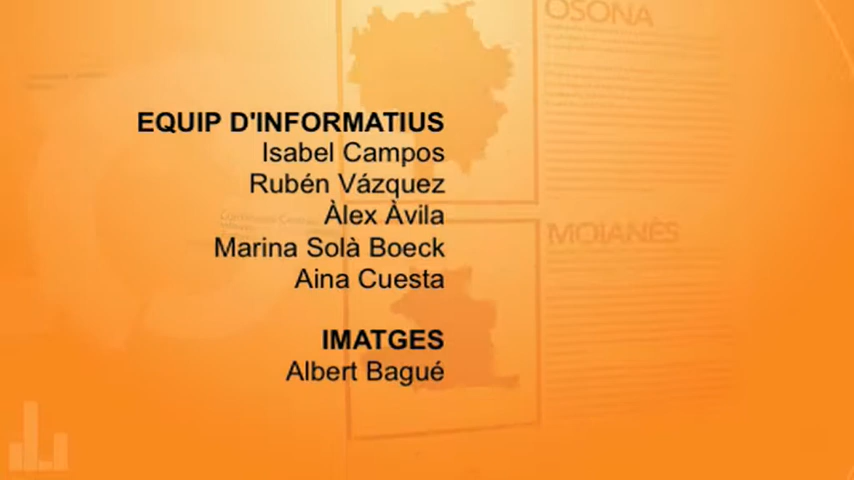 OSONA
EQUIP D'INFORMATIUS
Isabel Campos
Rubén Vázquez
Àlex Àvila
Marina Solà Boeck
Aina Cuesta
MOIANÈS
IMATGES
Albert Bagué